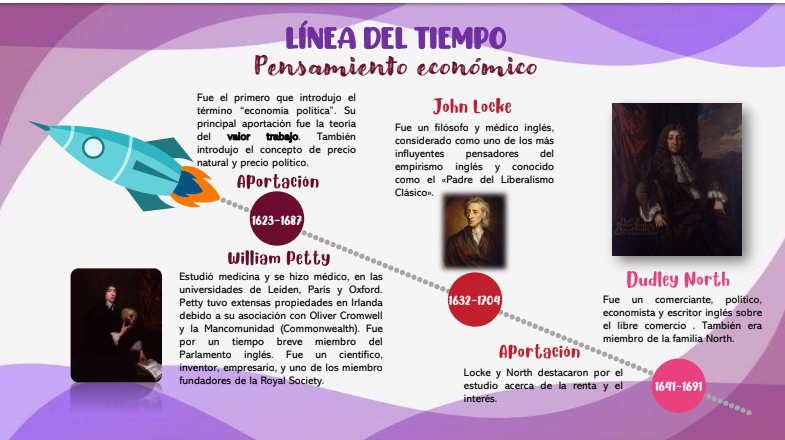 LÍNEA DEL TIEMPO
Pensamiento económico
Fue el primero que introdujo el
término “economía política”. Su
principal aportación fue la teoría
del valor trabajo. También
introdujo el concepto de precio
natural y precio político.
APortación
1623-1687
William Petty
Estudió medicina y se hizo médico, en las
universidades de Leiden, Paris y Oxford.
Petty tuvo extensas propiedades en Irlanda
debido a su asociación con Oliver Cromwell
y la Mancomunidad (Commonwealth). Fue
por un tiempo breve miembro del
Parlamento inglés. Fue un científico,
inventor, empresario, y uno de los miembro
fundadores de la Royal Society.
John Locke
Fue un filósofo y médico inglés,
considerado como uno de los más
influyentes pensadores del
empirismo inglés y conocido
como el «Padre del Liberalismo
Clásico».
1632-1704
APortación
Locke y North destacaron por el
estudio acerca de la renta y el
interés.
Dudley North
Fue un comerciante, político,
economista y escritor inglés sobre
el libre comercio . También era
miembro de la familia North.
1641-1691